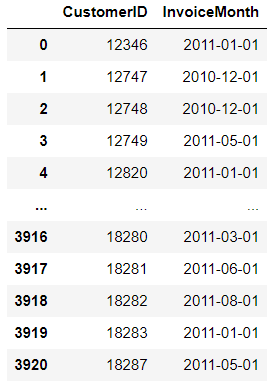 CustomerID InvoiceMonth
0 12346 2011-01-01
1 12747 2010-12-01
2 12748 2010-12-01
3 12749 2011-05-01
4 12820 2011-01-01
... ... ...
3916 18280 2011-03-01
3917 18281 2011-06-01
3918 18282 2011-08-01
3919 18283 2011-01-01
3920 18287 2011-05-01